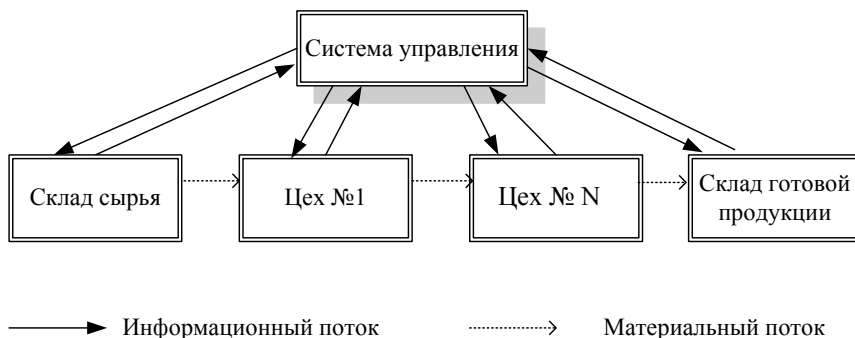 Система управления
Склад сырья
Цех №1
Цех № N
Склад готовой
продукции
Информационный поток
Материальный поток